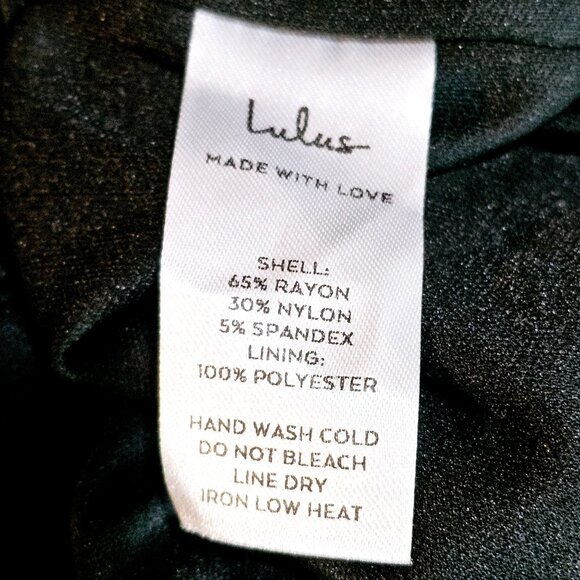 Lulus
MADE WITH LOVE
SHELL:
65% RAYON
30% NYLON
5% SPANDEX
LINING:
100% POLYESTER
HAND WASH COLD
DO NOT BLEACH
LINE DRY
IRON LOW HEAT